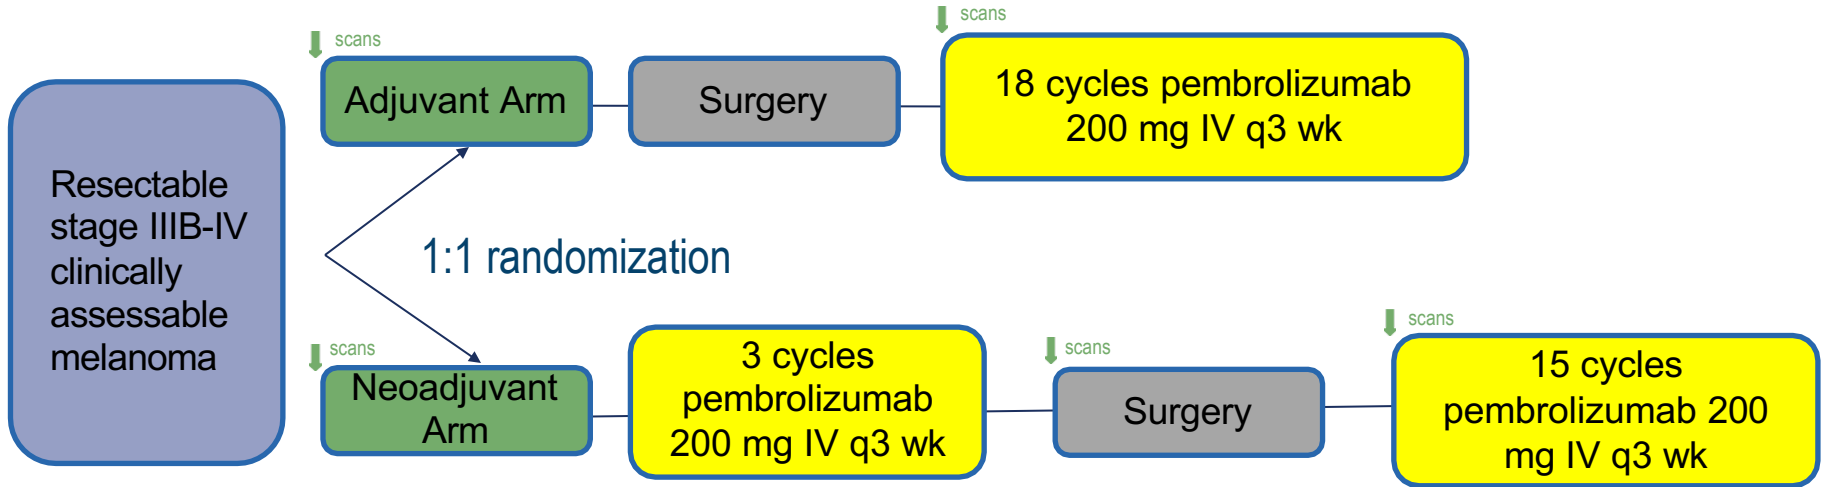 scans
scans
Adjuvant Arm
Surgery
18 cycles pembrolizumab
200 mg IV q3 wk
Resectable
stage IIIB-IV
clinically
assessable
melanoma
1:1 randomization
scans
Neoadjuvant
Arm
3 cycles
pembrolizumab
200 mg IV q3 wk
scans
Surgery
scans
15 cycles
pembrolizumab 200
mg IV q3 wk